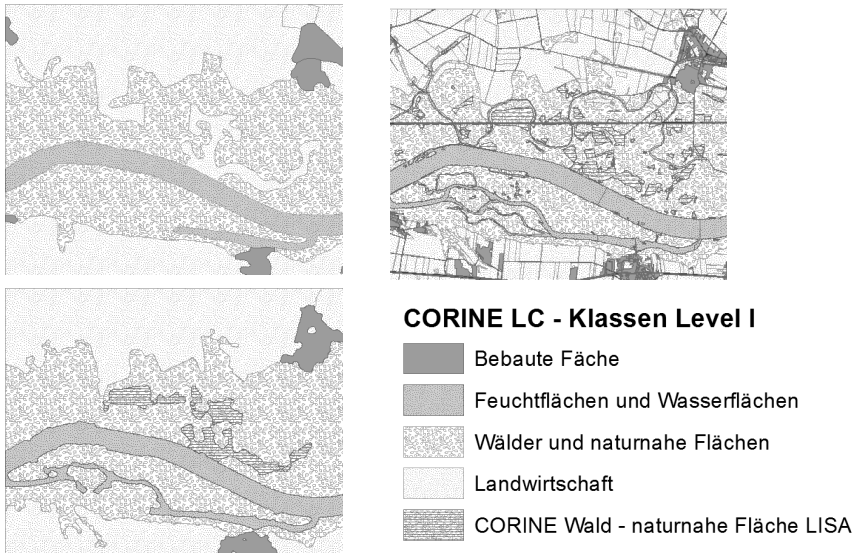 CORINE LC - Klassen Level I
Bebaute Fäche
Feuchtflächen und Wasserflächen
Wälder und naturnahe Flächen
Landwirtschaft
CORINE Wald - naturnahe Fläche LISA